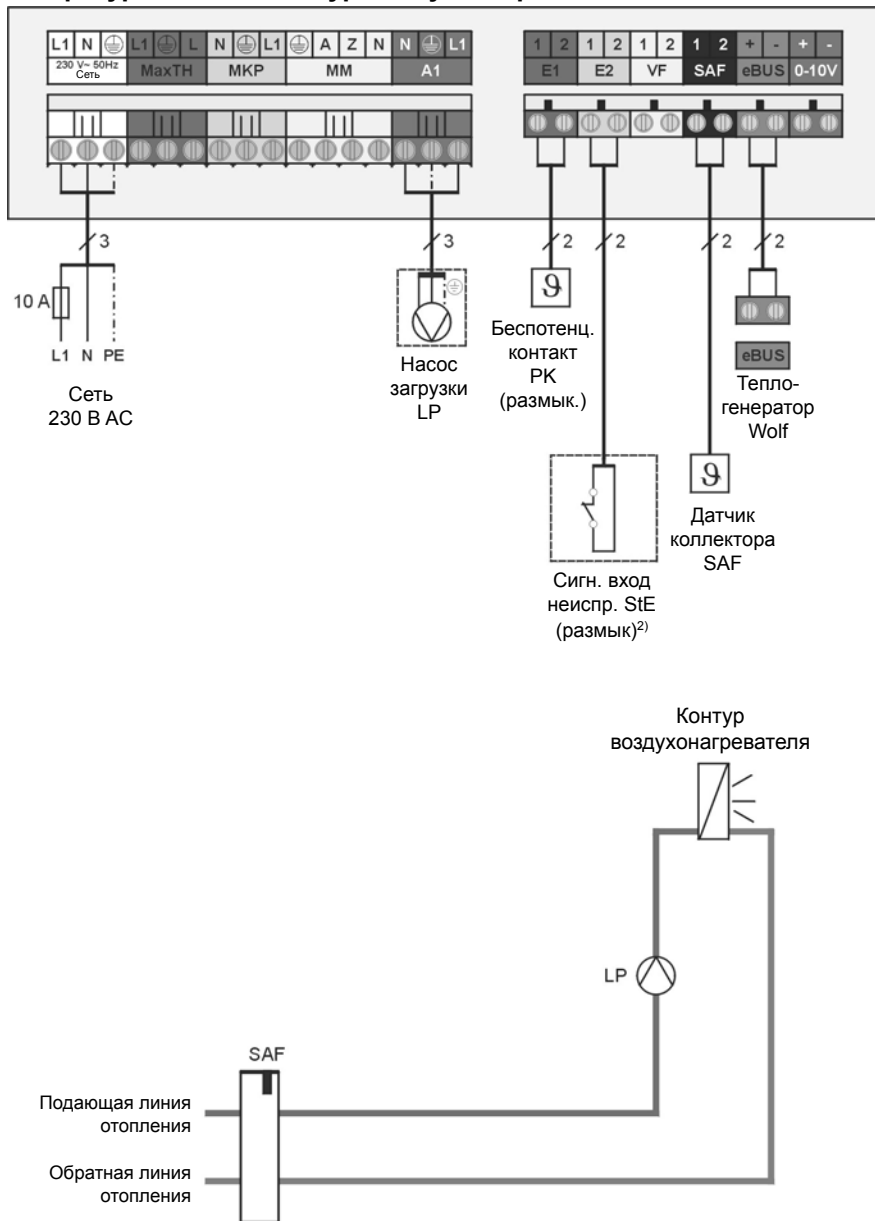 L1 N L1 L N L1 A Z N N L1
230 V~ 50Hz
Сеть
MaxTH MKP MM A1
1 2 1 2 1 2 1 2 + - + -
E1 E2 VF SAF eBUS 0-10V
3
3
2
2
2
2
10 A
L1 N PE
Сеть
230 В AC
Насос
загрузки
LP
Беспотенц.
контакт
PK
(размык.)
eBUS
Тепло-
генератор
Wolf
Датчик
коллектора
SAF
Сигн. вход
неиспр. StE
(размык)2)
Контур
воздухонагревателя
LP
SAF
Подающая линия
отопления
Обратная линия
отопления